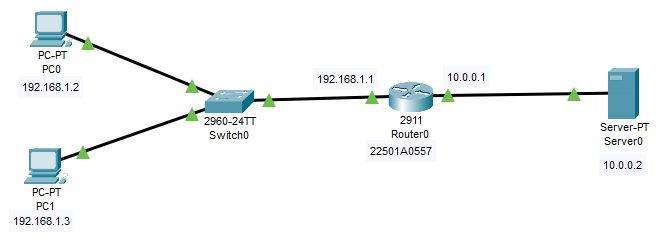 PC-PT
PC0
192.168.1.2
2960-24TT
Switch0
PC-PT
PC1
192.168.1.3
192.168.1.1
2911
Router0
22501A0557
10.0.0.1
Server-PT
Server0
10.0.0.2